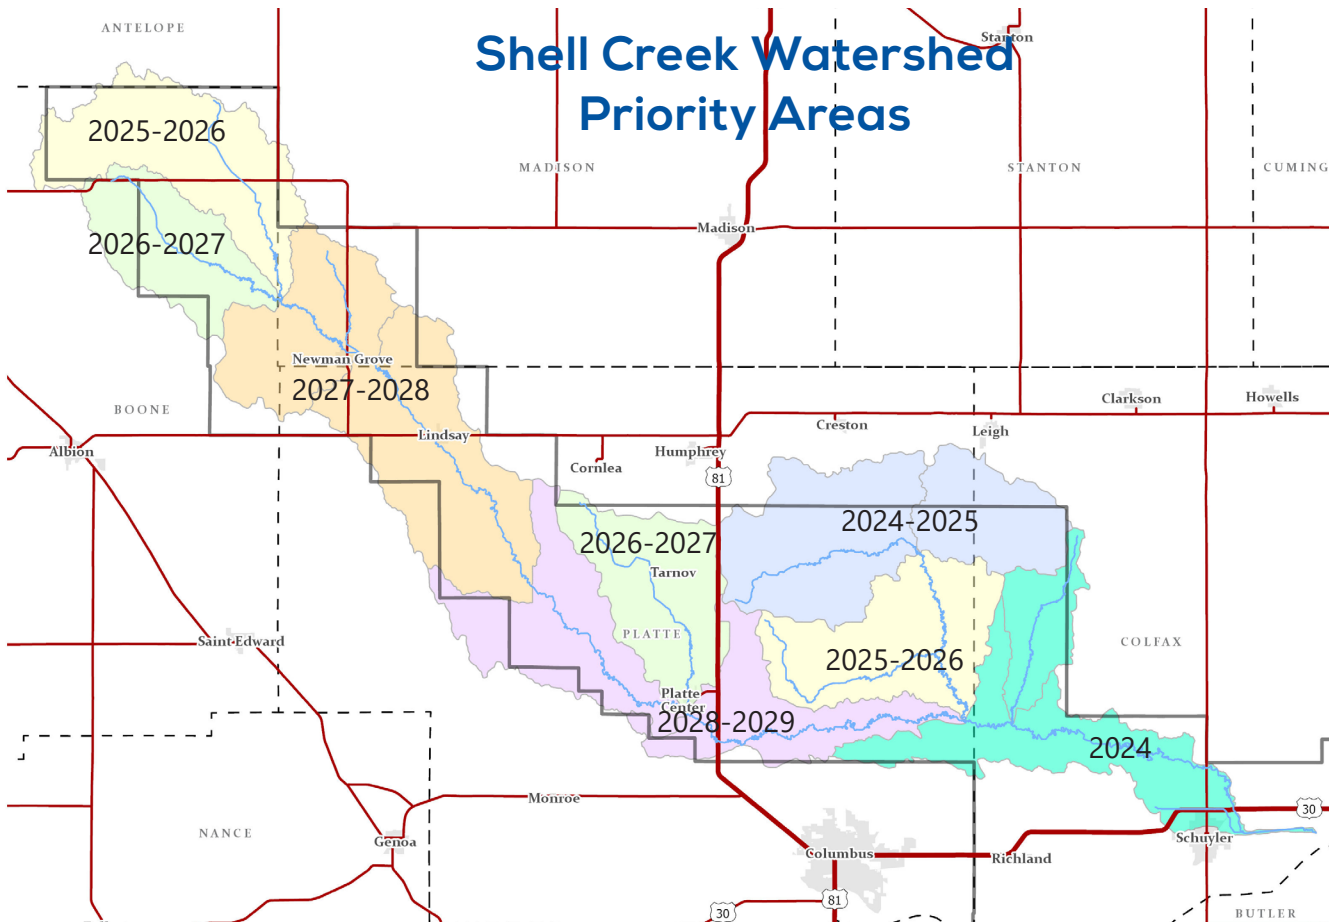 ANTELOPE
Shell Creek Watershed
Priority Areas
Stanton
2025-2026
MADISON
STANTON
CUMING
Madison
2026-2027
Newman Grove
2027-2028
BOONE
Clarkson
Howells
Albion
Lindsay
Creston
Leigh
Humphrey
Cornlea
81
2024-2025
2026-2027
Tarnov
PLATTE
COLFAX
Saint Edward
2025-2026
Platte
Center
2028-2029
2024
Monroe
30
NANCE
Genoa
Columbus
Richland
Schuyler
81
30
BUTLER